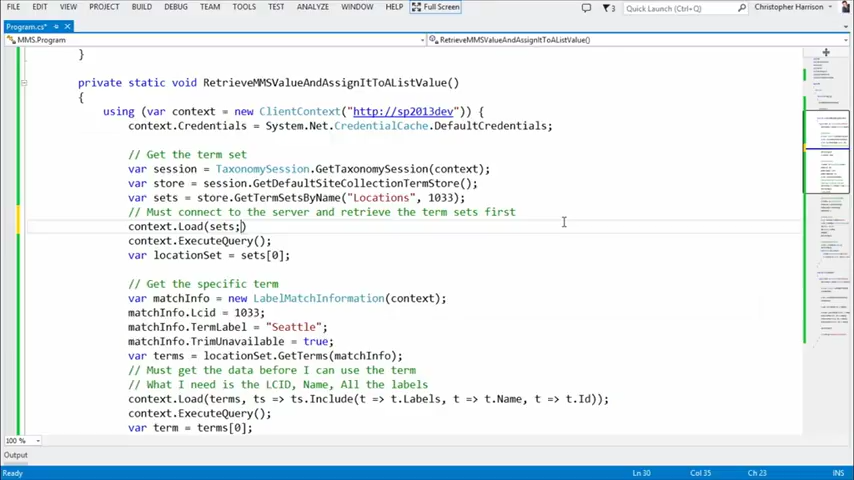 FILE EDIT VIEW PROJECT BUILD DEBUG TEAM TOOLS TEST ANALYZE WINDOW HELP Full Screen 3 Quick Launch (Ctrl+Q) Christopher Harrison
Program.cs*
MMS.Program RetrieveMMSValueAndAssignItToAListValue()
}
private static void RetrieveMMSValueAndAssignItToAListValue()
{
using (var context = new ClientContext("http://sp2013dev")) {
context.Credentials = System.Net.CredentialCache.DefaultCredentials;
// Get the term set
var session = TaxonomySession.GetTaxonomySession(context);
var store = session.GetDefaultSiteCollectionTermStore();
var sets = store.GetTermSetsByName("Locations", 1033);
// Must connect to the server and retrieve the term sets first
context.Load(sets;)
context.ExecuteQuery();
var locationSet = sets[0];
// Get the specific term
var matchInfo = new LabelMatchInformation(context);
matchInfo.Lcid = 1033;
matchInfo.TermLabel = "Seattle";
matchInfo.TrimUnavailable = true;
var terms = locationSet.GetTerms(matchInfo);
// Must get the data before I can use the term
// What I need is the LCID, Name, All the labels
context.Load(terms, ts => ts.Include(t => t.Labels, t => t.Name, t => t.Id));
context.ExecuteQuery();
var term = terms[0];
100 %
Output
Ready Ln 30 Col 35 Ch 23